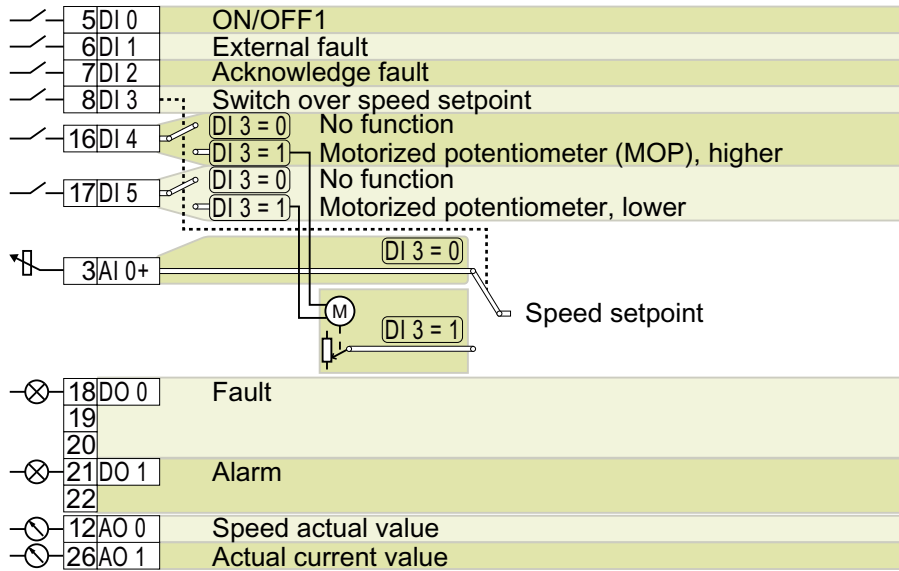 5 DI 0 ON/OFF1
6 DI 1 External fault
7 DI 2 Acknowledge fault
8 DI 3 Switch over speed setpoint
16 DI 4 DI 3 = 0 No function
DI 3 = 1 Motorized potentiometer (MOP), higher
17 DI 5 DI 3 = 0 No function
DI 3 = 1 Motorized potentiometer, lower
3 AI 0+ DI 3 = 0
Speed setpoint
M
DI 3 = 1
18 DO 0 Fault
19
20
21 DO 1 Alarm
22
12 AO 0 Speed actual value
26 AO 1 Actual current value